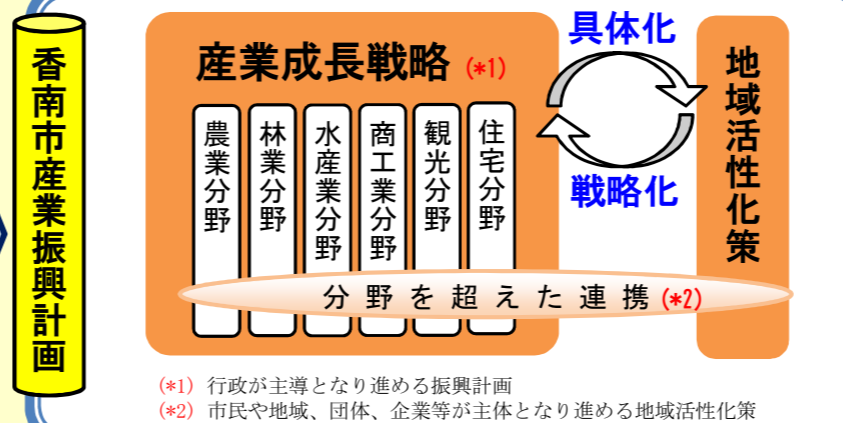 香南市産業振興計画
産業成長戦略 (*1)
農業分野
林業分野
水産業分野
商工業分野
観光分野
住宅分野
具体化
戦略化
地域活性化策
分野を超えた連携(*2)
(*1) 行政が主導となり進める振興計画
(*2) 市民や地域、団体、企業等が主体となり進める地域活性化策